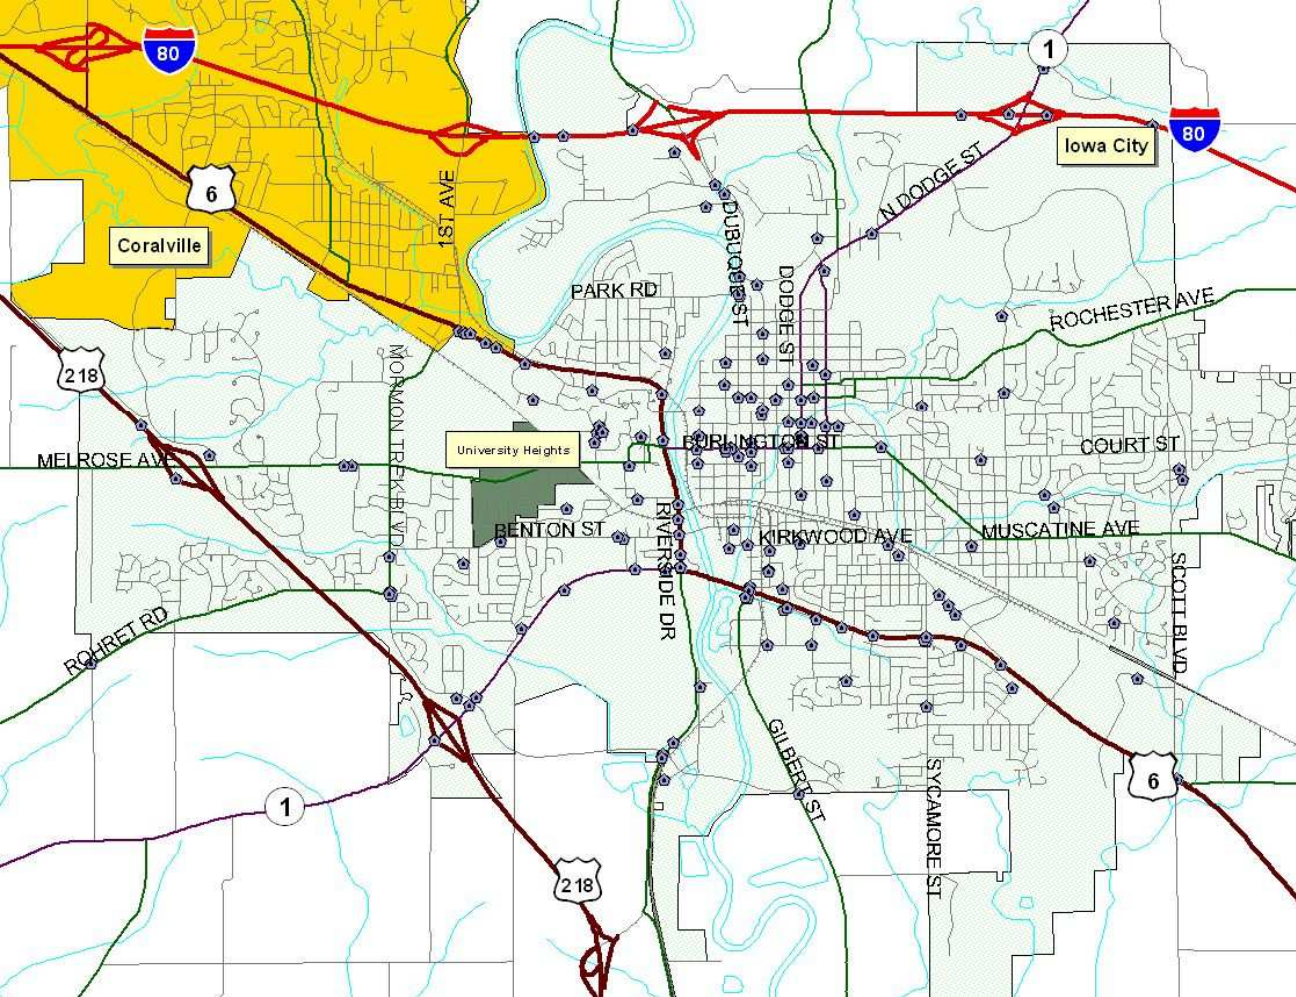 80
1
80
Iowa City
6
1ST AVE
N DODGE ST
Coralville
DUBUQUE ST
PARK RD
DODGE ST
ROCHESTER AVE
218
MORMON TREK BLVD
BURLINGTON ST
COURT ST
University Heights
MELROSE AVE
BENTON ST
RIVERSIDE DR
KIRKWOOD AVE
MUSCATINE AVE
SCOTT BLVD
ROHRET RD
GILBERT ST
SYCAMORE ST
6
1
218